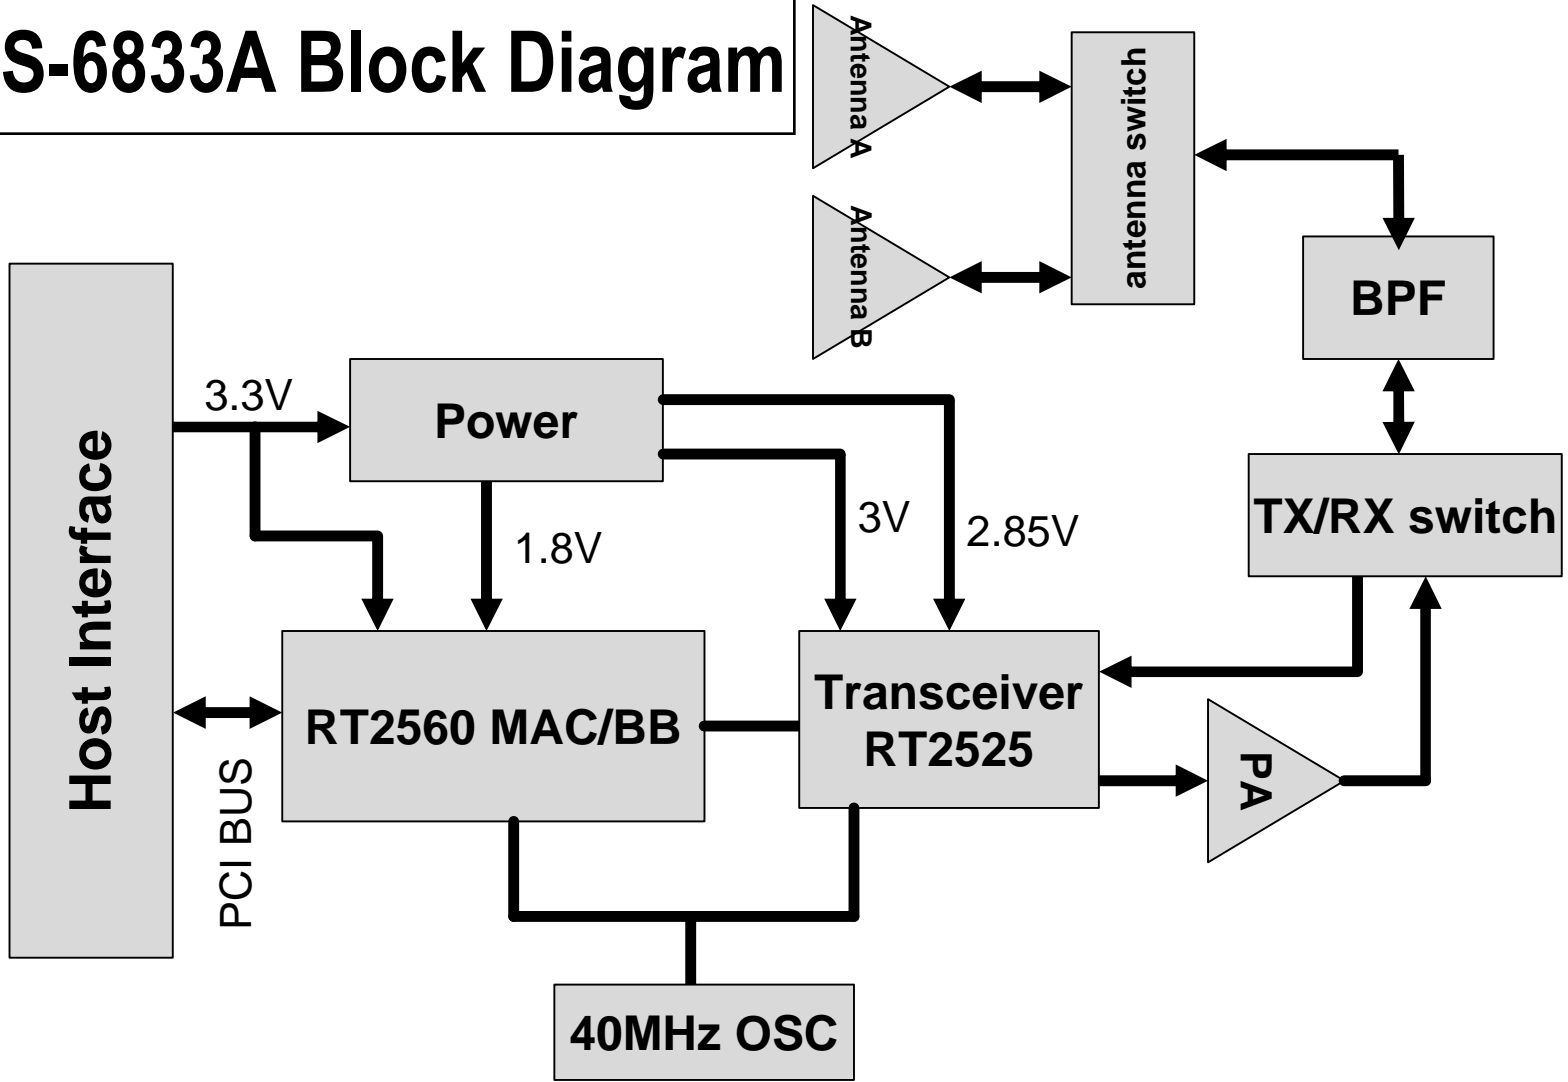 S-6833A Block Diagram
Antenna A
antenna switch
Antenna B
BPF
3.3V
Power
Host Interface
1.8V
3V
2.85V
TX/RX switch
RT2560 MAC/BB
Transceiver
RT2525
PA
PCI BUS
40MHz OSC